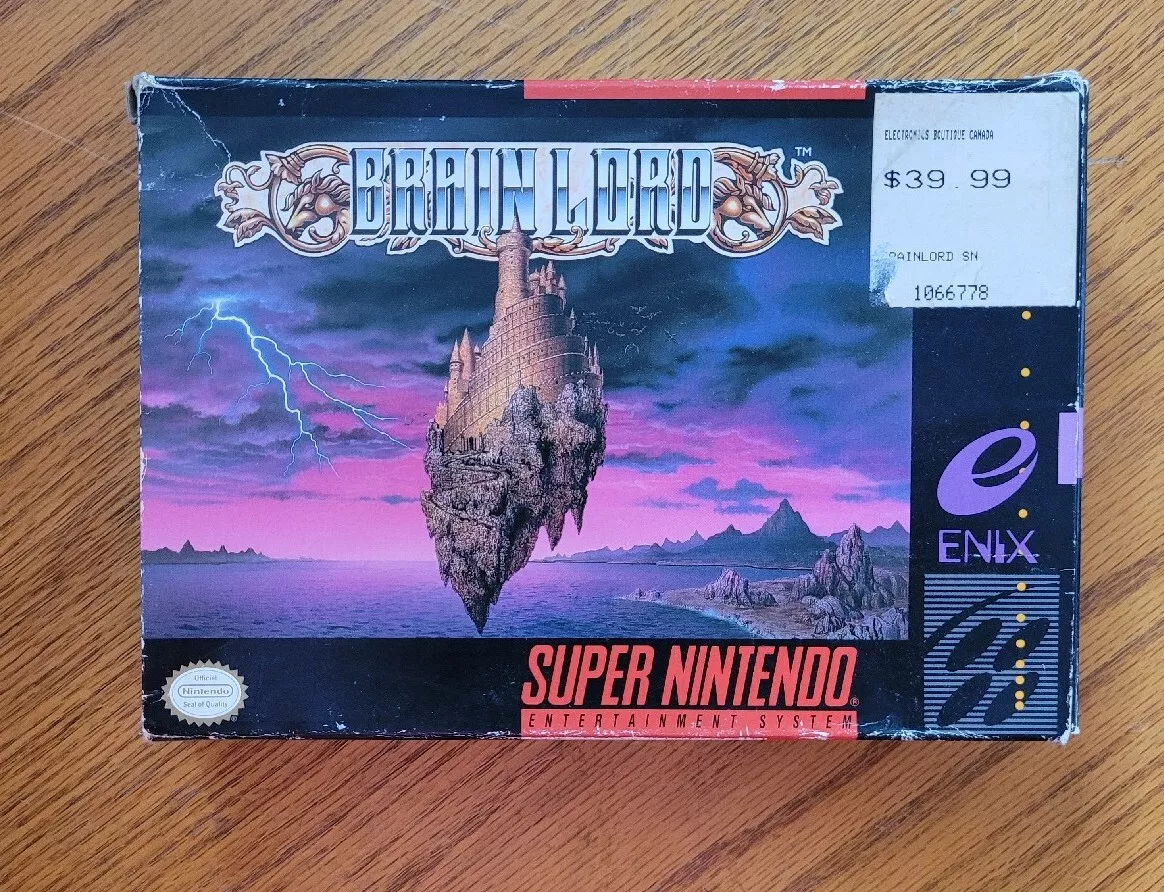 BRAIN LORD
TM
ELECTRONICS BOUTIQUE CANADA
$39.99
RAINLORD SN
1066778
ENIX
Official
Nintendo
Seal of Quality
®
SUPER NINTENDO®
ENTERTAINMENT SYSTEM